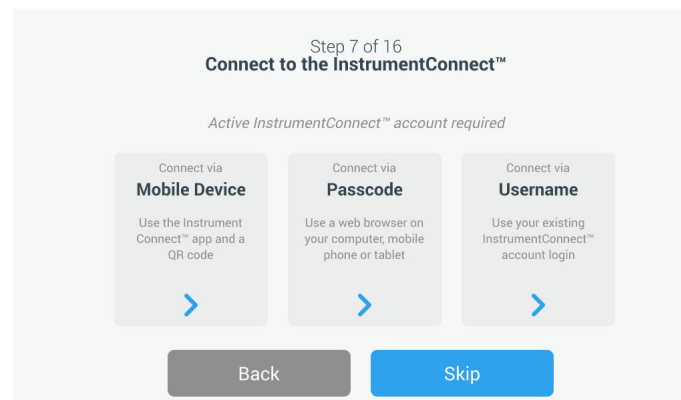 Step 7 of 16
Connect to the InstrumentConnect™
Active InstrumentConnect™ account required
Connect via
Mobile Device
Use the Instrument
Connect™ app and a
QR code
Connect via
Passcode
Use a web browser on
your computer, mobile
phone or tablet
Connect via
Username
Use your existing
InstrumentConnect™
account login
Back
Skip